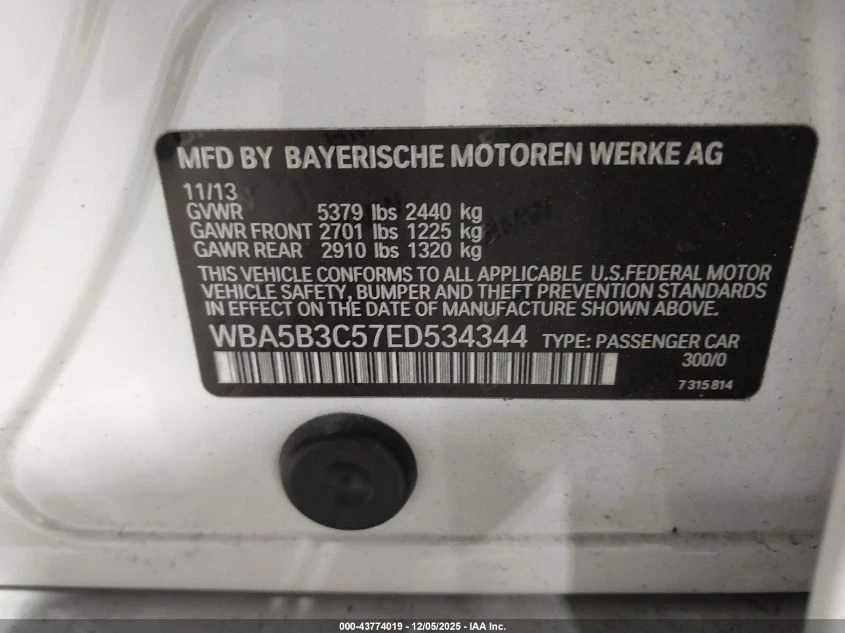 MFD BY BAYERISCHE MOTOREN WERKE AG
11/13
GVWR 5379 lbs 2440 kg
GAWR FRONT 2701 lbs 1225 kg
GAWR REAR 2910 lbs 1320 kg
THIS VEHICLE CONFORMS TO ALL APPLICABLE U.S.FEDERAL MOTOR
VEHICLE SAFETY, BUMPER AND THEFT PREVENTION STANDARDS
IN EFFECT ON THE DATE OF MANUFACTURE SHOWN ABOVE.
WBA5B3C57ED534344 TYPE: PASSENGER CAR
300/0
7315814
000-43774019 - 12/05/2025 - IAA Inc.